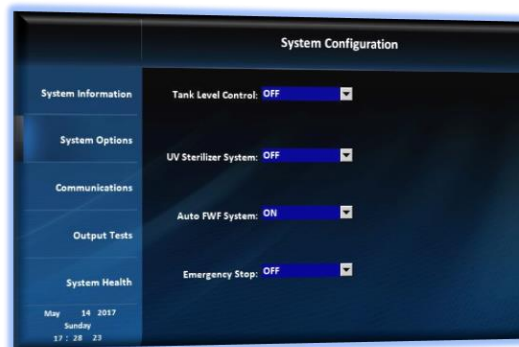 System Configuration
System Information
System Options
Communications
Output Tests
System Health
May 14 2017
Sunday
17 : 28 23
Tank Level Control: OFF
UV Sterilizer System: OFF
Auto FWF System: ON
Emergency Stop: OFF